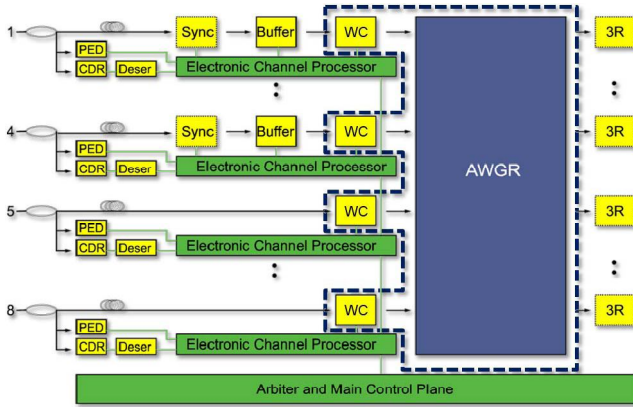 1
Sync
Buffer
WC
3R
PED
CDR
Deser
Electronic Channel Processor
4
Sync
Buffer
WC
3R
PED
CDR
Deser
Electronic Channel Processor
AWGR
5
WC
3R
PED
CDR
Deser
Electronic Channel Processor
8
WC
3R
PED
CDR
Deser
Electronic Channel Processor
Arbiter and Main Control Plane